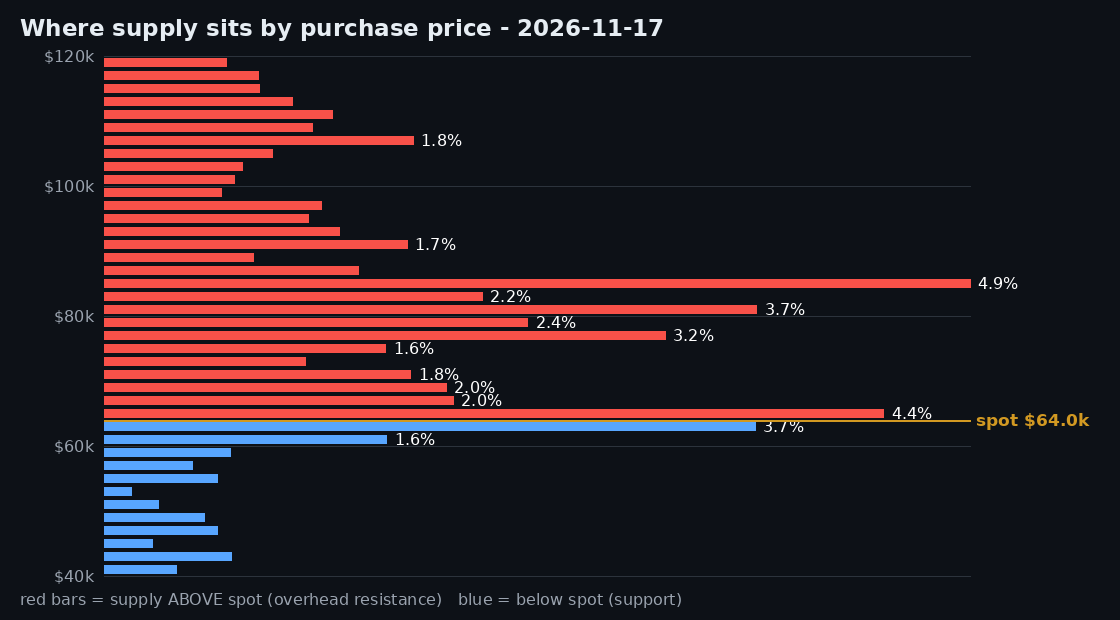 Where supply sits by purchase price - 2026-11-17
$120k
1.8%
$100k
1.7%
4.9%
2.2%
3.7%
$80k
2.4%
3.2%
1.6%
1.8%
2.0%
2.0%
4.4%
spot $64.0k
3.7%
1.6%
$60k
$40k
red bars = supply ABOVE spot (overhead resistance) blue = below spot (support)